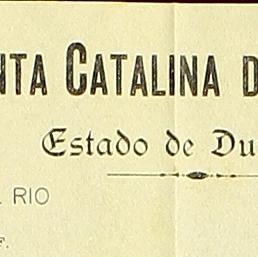 NTA CATALINA D
Estado de Du
RIO
F.